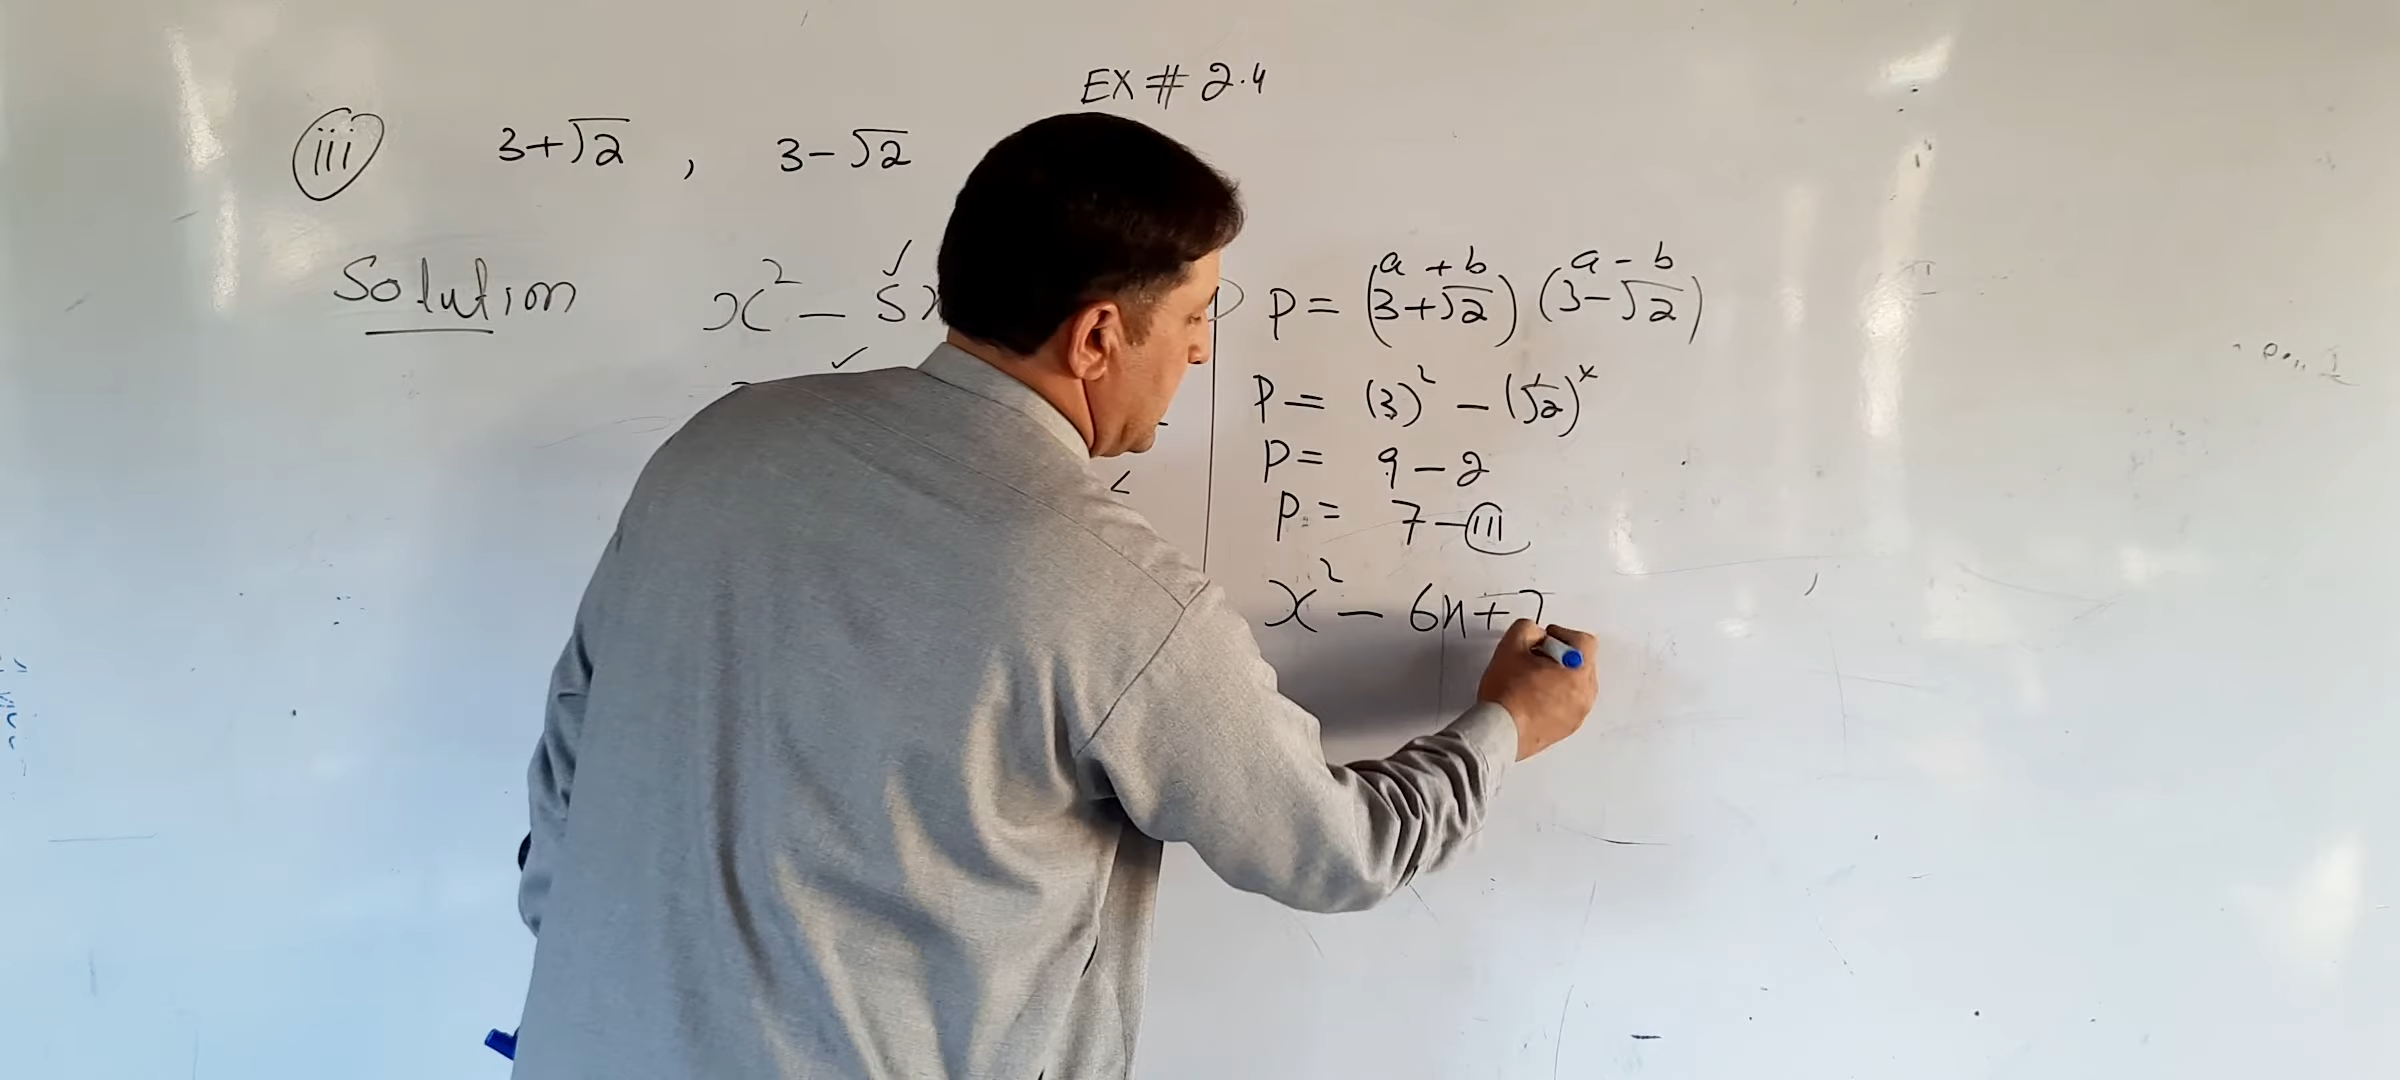 EX # 2.4
iii 3+√2 , 3-√2
Solution x² - Sx
a + b a - b
P = (3+√2) (3-√2)
P = (3)² - (√2)²
P = 9 - 2
P = 7 - iii
x² - 6x + 7